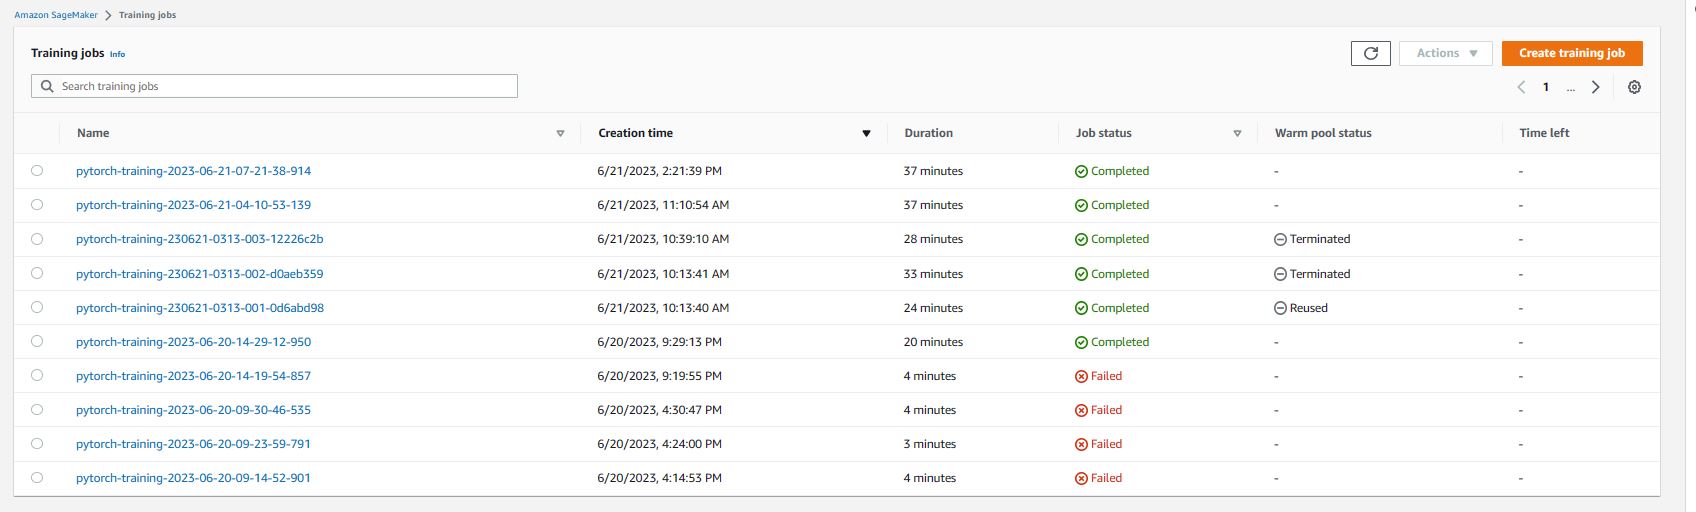 Amazon SageMaker > Training jobs
Training jobs Info
Actions
Create training job
Search training jobs
1 ...
Name Creation time Duration Job status Warm pool status Time left
pytorch-training-2023-06-21-07-21-38-914 6/21/2023, 2:21:39 PM 37 minutes Completed - -
pytorch-training-2023-06-21-04-10-53-139 6/21/2023, 11:10:54 AM 37 minutes Completed - -
pytorch-training-230621-0313-003-12226c2b 6/21/2023, 10:39:10 AM 28 minutes Completed Terminated -
pytorch-training-230621-0313-002-d0aeb359 6/21/2023, 10:13:41 AM 33 minutes Completed Terminated -
pytorch-training-230621-0313-001-0d6abd98 6/21/2023, 10:13:40 AM 24 minutes Completed Reused -
pytorch-training-2023-06-20-14-29-12-950 6/20/2023, 9:29:13 PM 20 minutes Completed - -
pytorch-training-2023-06-20-14-19-54-857 6/20/2023, 9:19:55 PM 4 minutes Failed - -
pytorch-training-2023-06-20-09-30-46-535 6/20/2023, 4:30:47 PM 4 minutes Failed - -
pytorch-training-2023-06-20-09-23-59-791 6/20/2023, 4:24:00 PM 3 minutes Failed - -
pytorch-training-2023-06-20-09-14-52-901 6/20/2023, 4:14:53 PM 4 minutes Failed - -